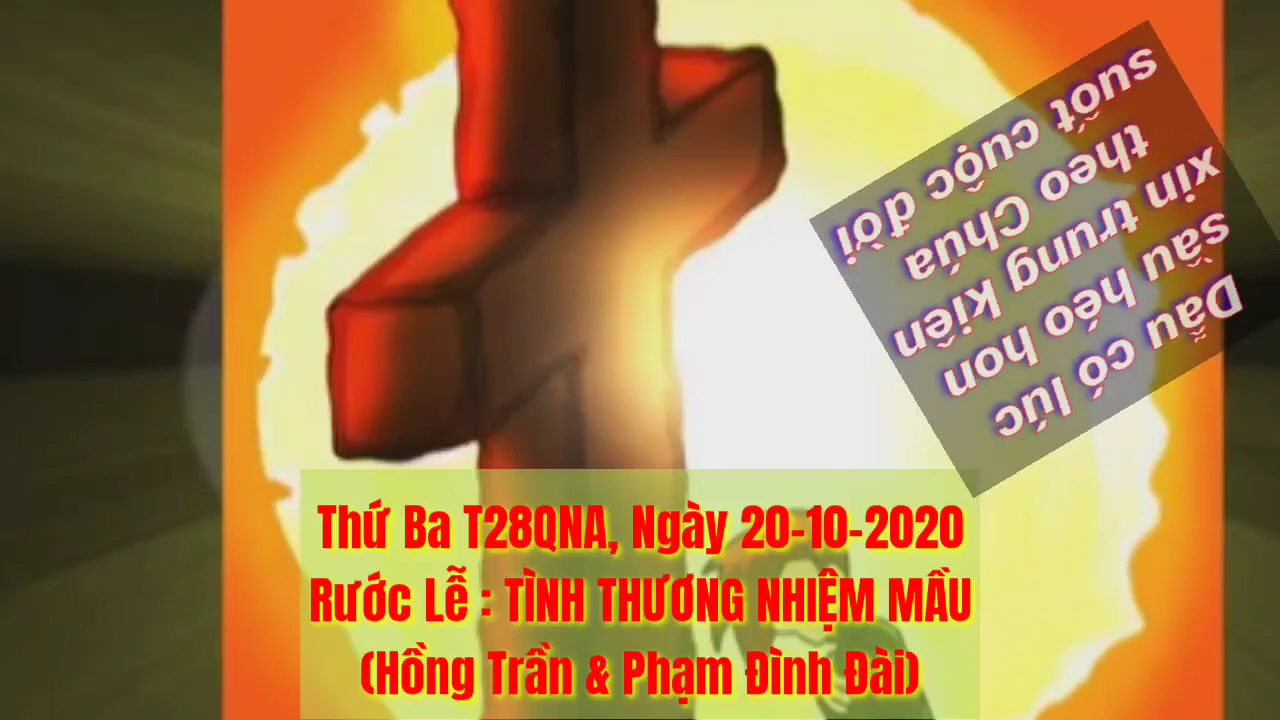 Dẫu có lúc
sầu héo hon
xin trung kiên
theo Chúa
suốt cuộc đời
Thứ Ba T28QNA, Ngày 20-10-2020
Rước Lễ : TÌNH THƯƠNG NHIỆM MẦU
(Hồng Trần & Phạm Đình Đài)